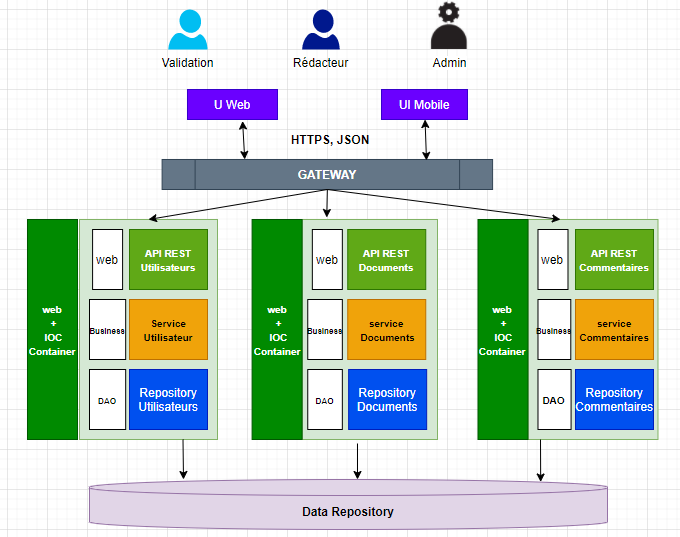 Validation
Rédacteur
Admin
U Web
UI Mobile
HTTPS, JSON
GATEWAY
web
+
IOC
Container
web
API REST
Utilisateurs
Business
Service
Utilisateur
DAO
Repository
Utilisateurs
web
+
IOC
Container
web
API REST
Documents
Business
service
Documents
DAO
Repository
Documents
web
+
IOC
Container
web
API REST
Commentaires
Business
service
Commentaires
DAO
Repository
Commentaires
Data Repository